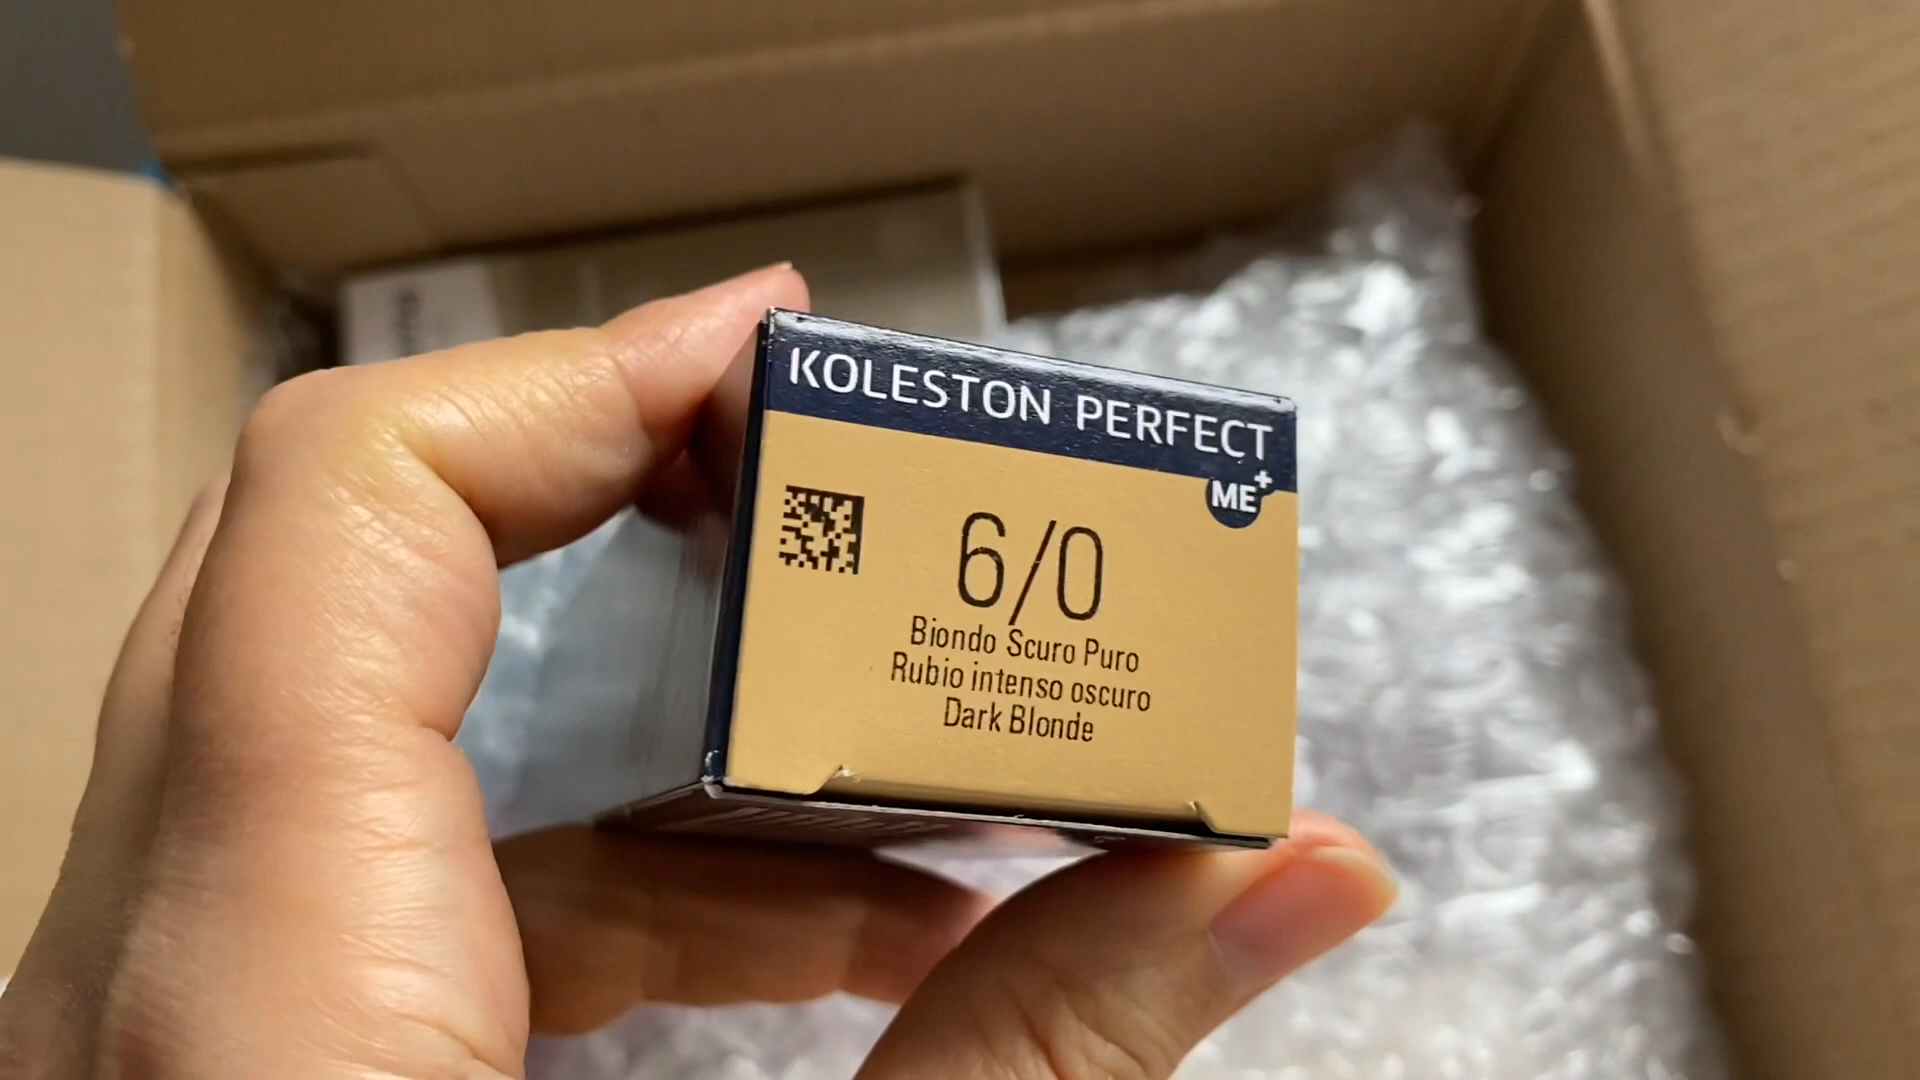 KOLESTON PERFECT
ME+
6/0
Biondo Scuro Puro
Rubio intenso oscuro
Dark Blonde